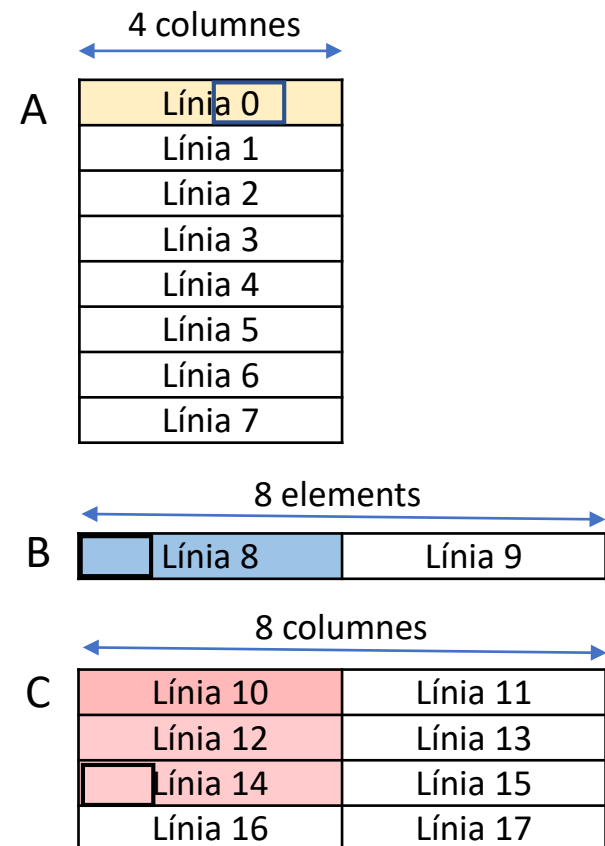 4 columnes
A
Línia 0
Línia 1
Línia 2
Línia 3
Línia 4
Línia 5
Línia 6
Línia 7
8 elements
B Línia 8 Línia 9
8 columnes
C Línia 10 Línia 11
Línia 12 Línia 13
Línia 14 Línia 15
Línia 16 Línia 17